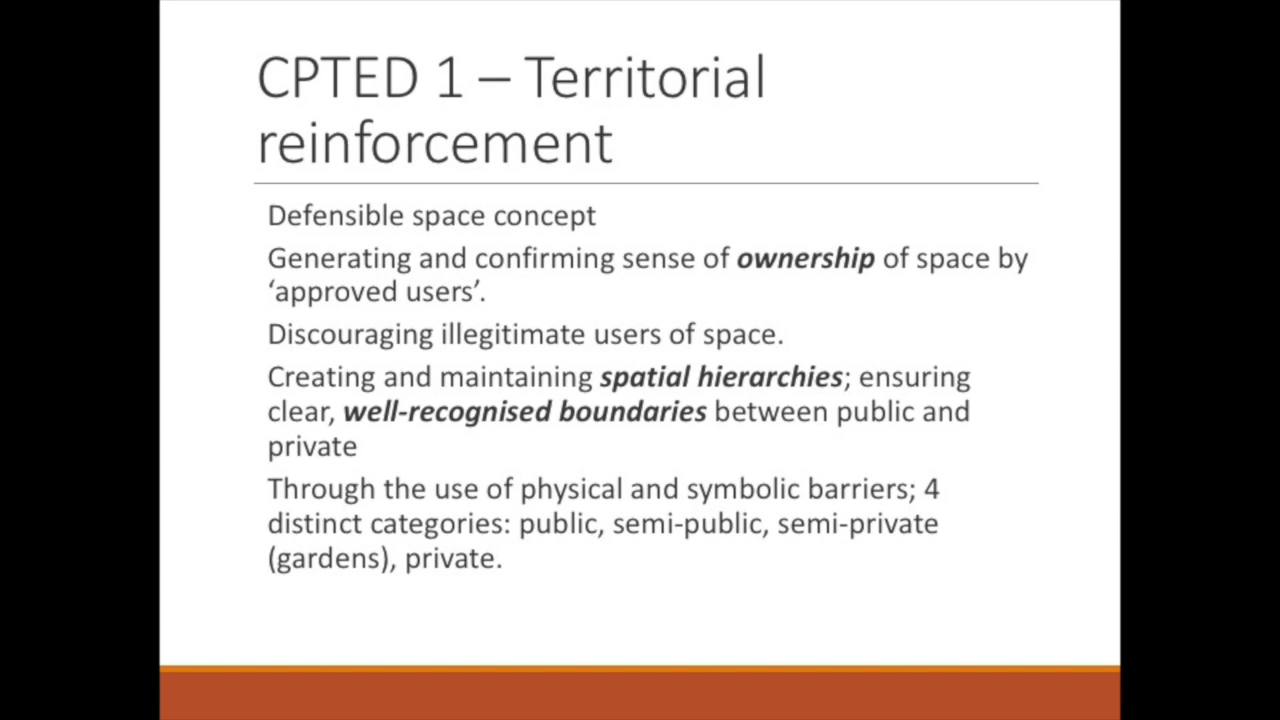 CPTED 1 – Territorial
reinforcement
Defensible space concept
Generating and confirming sense of ownership of space by
‘approved users’.
Discouraging illegitimate users of space.
Creating and maintaining spatial hierarchies; ensuring
clear, well-recognised boundaries between public and
private
Through the use of physical and symbolic barriers; 4
distinct categories: public, semi-public, semi-private
(gardens), private.